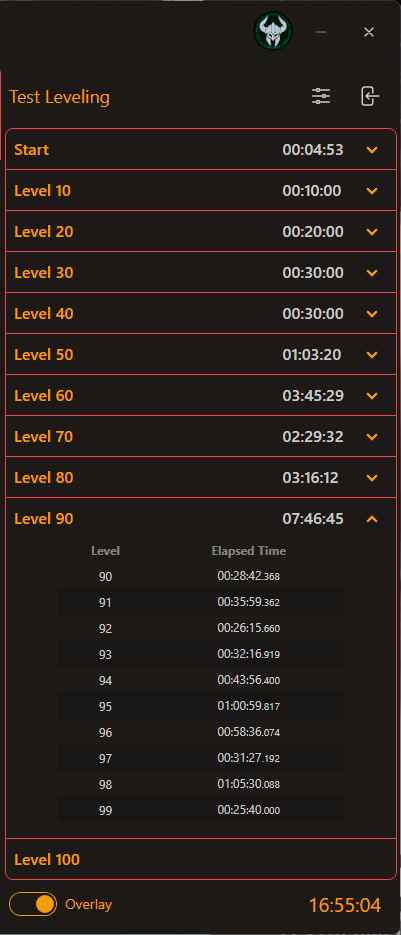 Test Leveling
Start 00:04:53
Level 10 00:10:00
Level 20 00:20:00
Level 30 00:30:00
Level 40 00:30:00
Level 50 01:03:20
Level 60 03:45:29
Level 70 02:29:32
Level 80 03:16:12
Level 90 07:46:45
Level Elapsed Time
90 00:28:42.368
91 00:35:59.362
92 00:26:15.660
93 00:32:16.919
94 00:43:56.400
95 01:00:59.817
96 00:58:36.074
97 00:31:27.192
98 01:05:30.088
99 00:25:40.000
Level 100
Overlay 16:55:04